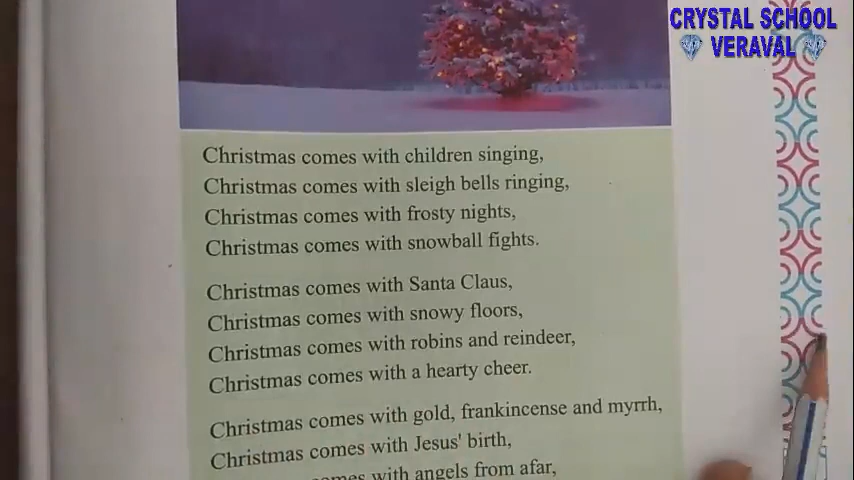 CRYSTAL SCHOOL
VERAVAL
Christmas comes with children singing,
Christmas comes with sleigh bells ringing,
Christmas comes with frosty nights,
Christmas comes with snowball fights.
Christmas comes with Santa Claus,
Christmas comes with snowy floors,
Christmas comes with robins and reindeer,
Christmas comes with a hearty cheer.
Christmas comes with gold, frankincense and myrrh,
Christmas comes with Jesus' birth,
comes with angels from afar,